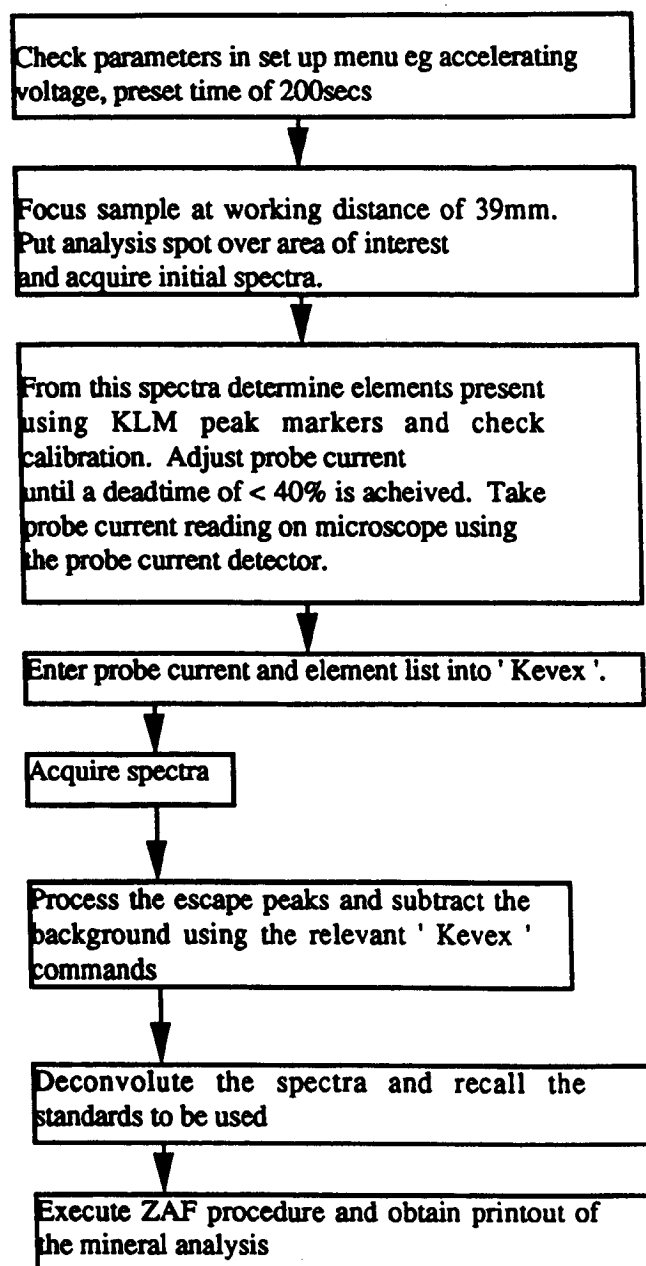 Check parameters in set up menu eg accelerating
voltage, preset time of 200secs
Focus sample at working distance of 39mm.
Put analysis spot over area of interest
and acquire initial spectra.
From this spectra determine elements present
using KLM peak markers and check
calibration. Adjust probe current
until a deadtime of < 40% is acheived. Take
probe current reading on microscope using
the probe current detector.
Enter probe current and element list into ' Kevex '.
Acquire spectra
Process the escape peaks and subtract the
background using the relevant ' Kevex '
commands
Deconvolute the spectra and recall the
standards to be used
Execute ZAF procedure and obtain printout of
the mineral analysis